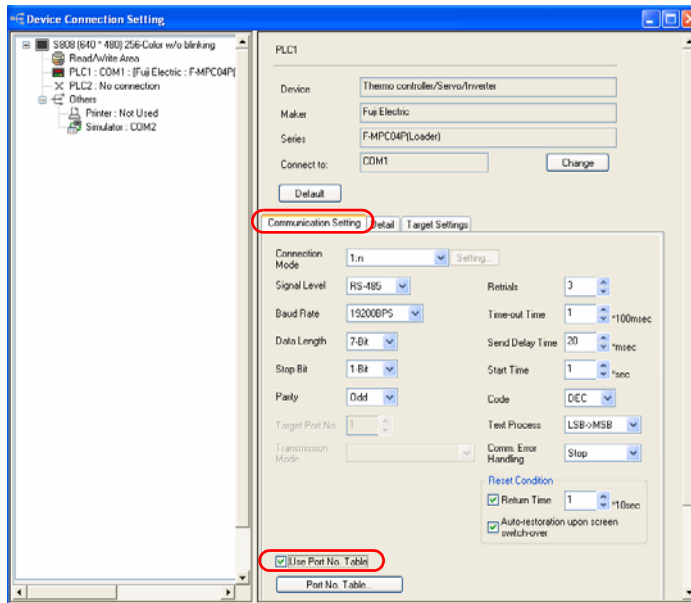 Device Connection Setting
S808 (640 * 480) 256-Color w/o blinking
Read/Write Area
PLC1 : COM1 : [Fuji Electric : F-MPC04P(
PLC2 : No connection
Others
Printer : Not Used
Simulator : COM2
PLC1
Device Thermo controller/Servo/Inverter
Maker Fuji Electric
Series F-MPC04P(Loader)
Connect to: COM1 Change
Default
Communication Setting Detail Target Settings
Connection Mode 1:n Setting...
Signal Level RS-485 Retrials 3
Baud Rate 19200BPS Time-out Time 1 *100msec
Data Length 7-Bit Send Delay Time 20 *msec
Stop Bit 1-Bit Start Time 1 *sec
Parity Odd Code DEC
Target Port No 1 Text Process LSB->MSB
Transmission Mode Comm. Error Handling Stop
Reset Condition
Return Time 1 *10sec
Auto-restoration upon screen
switch-over
Use Port No. Table
Port No. Table...